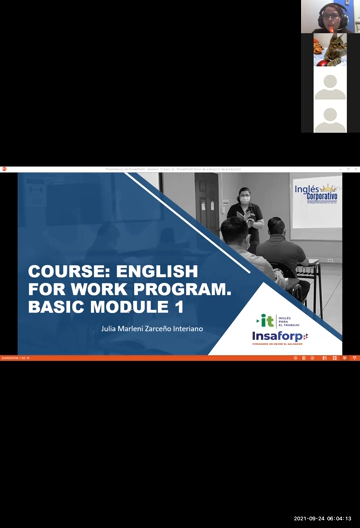 Inglés
Corporativo
COURSE: ENGLISH
FOR WORK PROGRAM.
BASIC MODULE 1
Julia Marleni Zarceño Interiano
it
INGLÉS
PARA
EL TRABAJO
Insaforp
2021-09-24 06:04:13